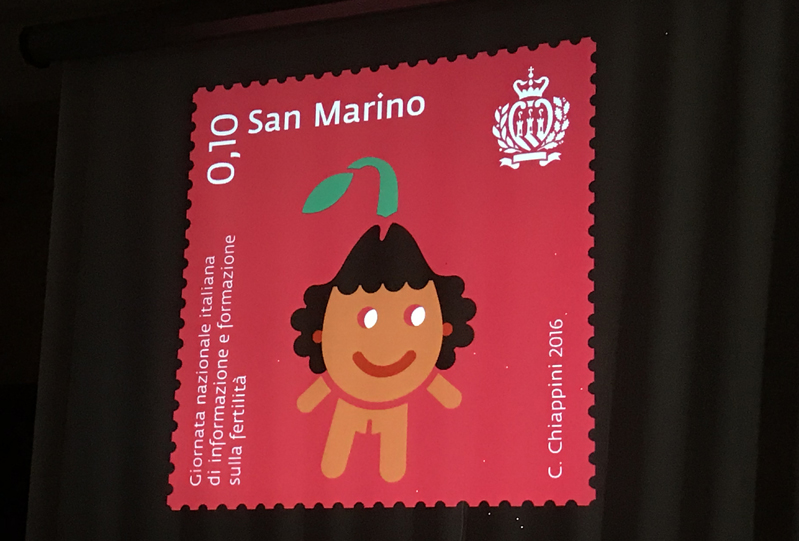 0,10
San Marino
Giornata nazionale italiana
di informazione e formazione
sulla fertilità
C. Chiappini 2016